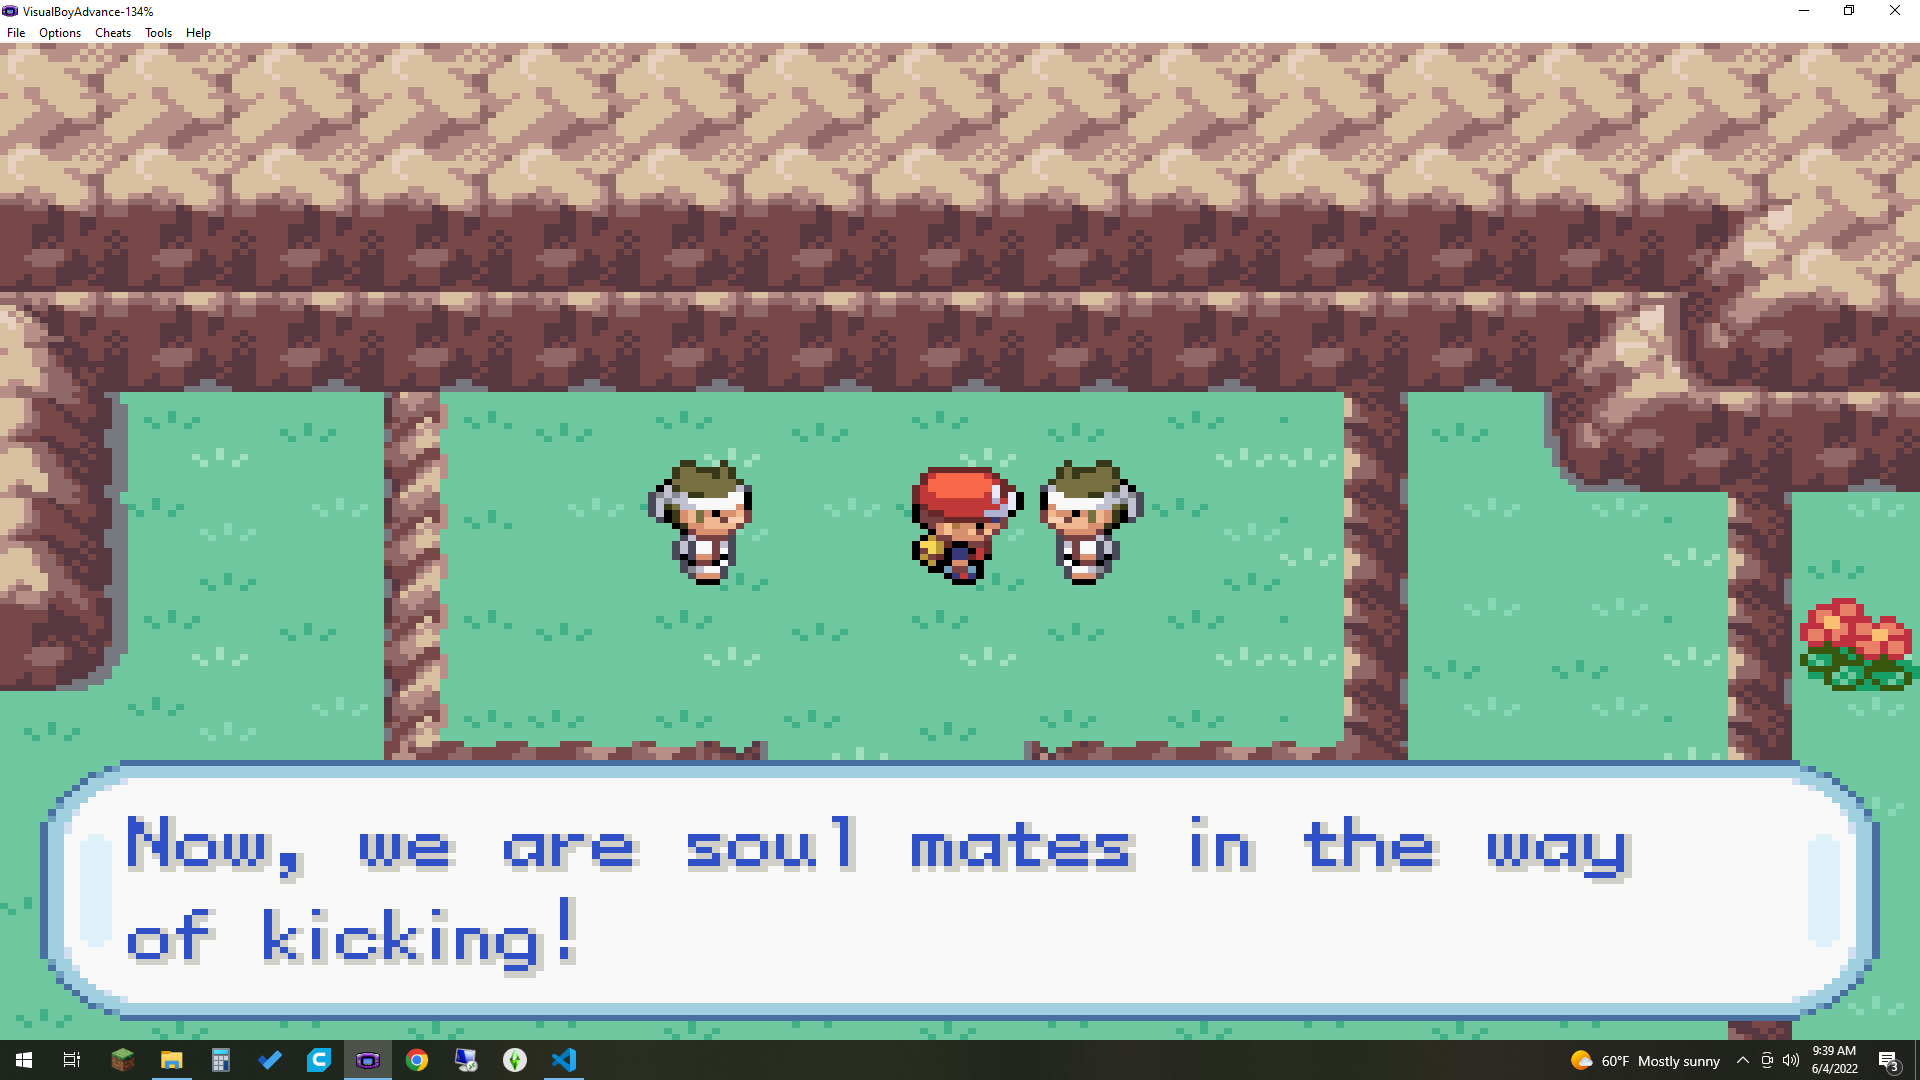 VisualBoyAdvance-134%
File Options Cheats Tools Help
Now, we are soul mates in the way
of kicking!
60°F Mostly sunny
9:39 AM
6/4/2022
3